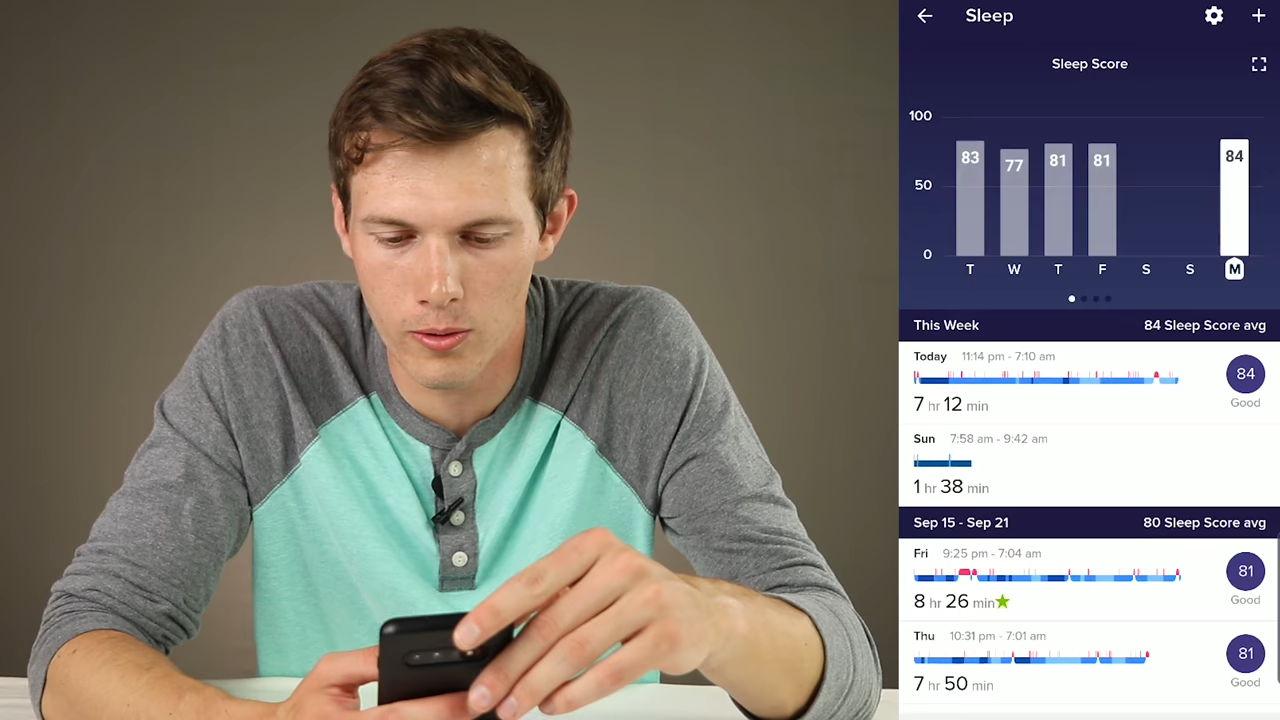 Sleep
Sleep Score
100
50
0
83 77 81 81 84
T W T F S S M
This Week 84 Sleep Score avg
Today 11:14 pm - 7:10 am
84
Good
7 hr 12 min
Sun 7:58 am - 9:42 am
1 hr 38 min
Sep 15 - Sep 21 80 Sleep Score avg
Fri 9:25 pm - 7:04 am
81
Good
8 hr 26 min
Thu 10:31 pm - 7:01 am
81
Good
7 hr 50 min